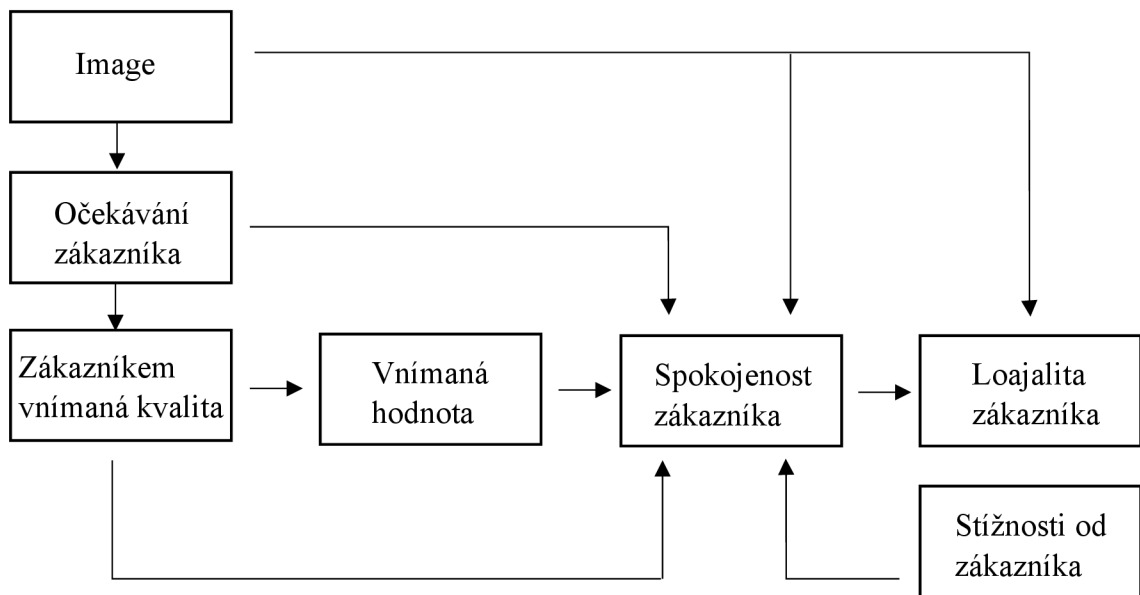 Image
Očekávání
zákazníka
Zákazníkem
vnímaná kvalita
Vnímaná
hodnota
Spokojenost
zákazníka
Loajalita
zákazníka
Stížnosti od
zákazníka